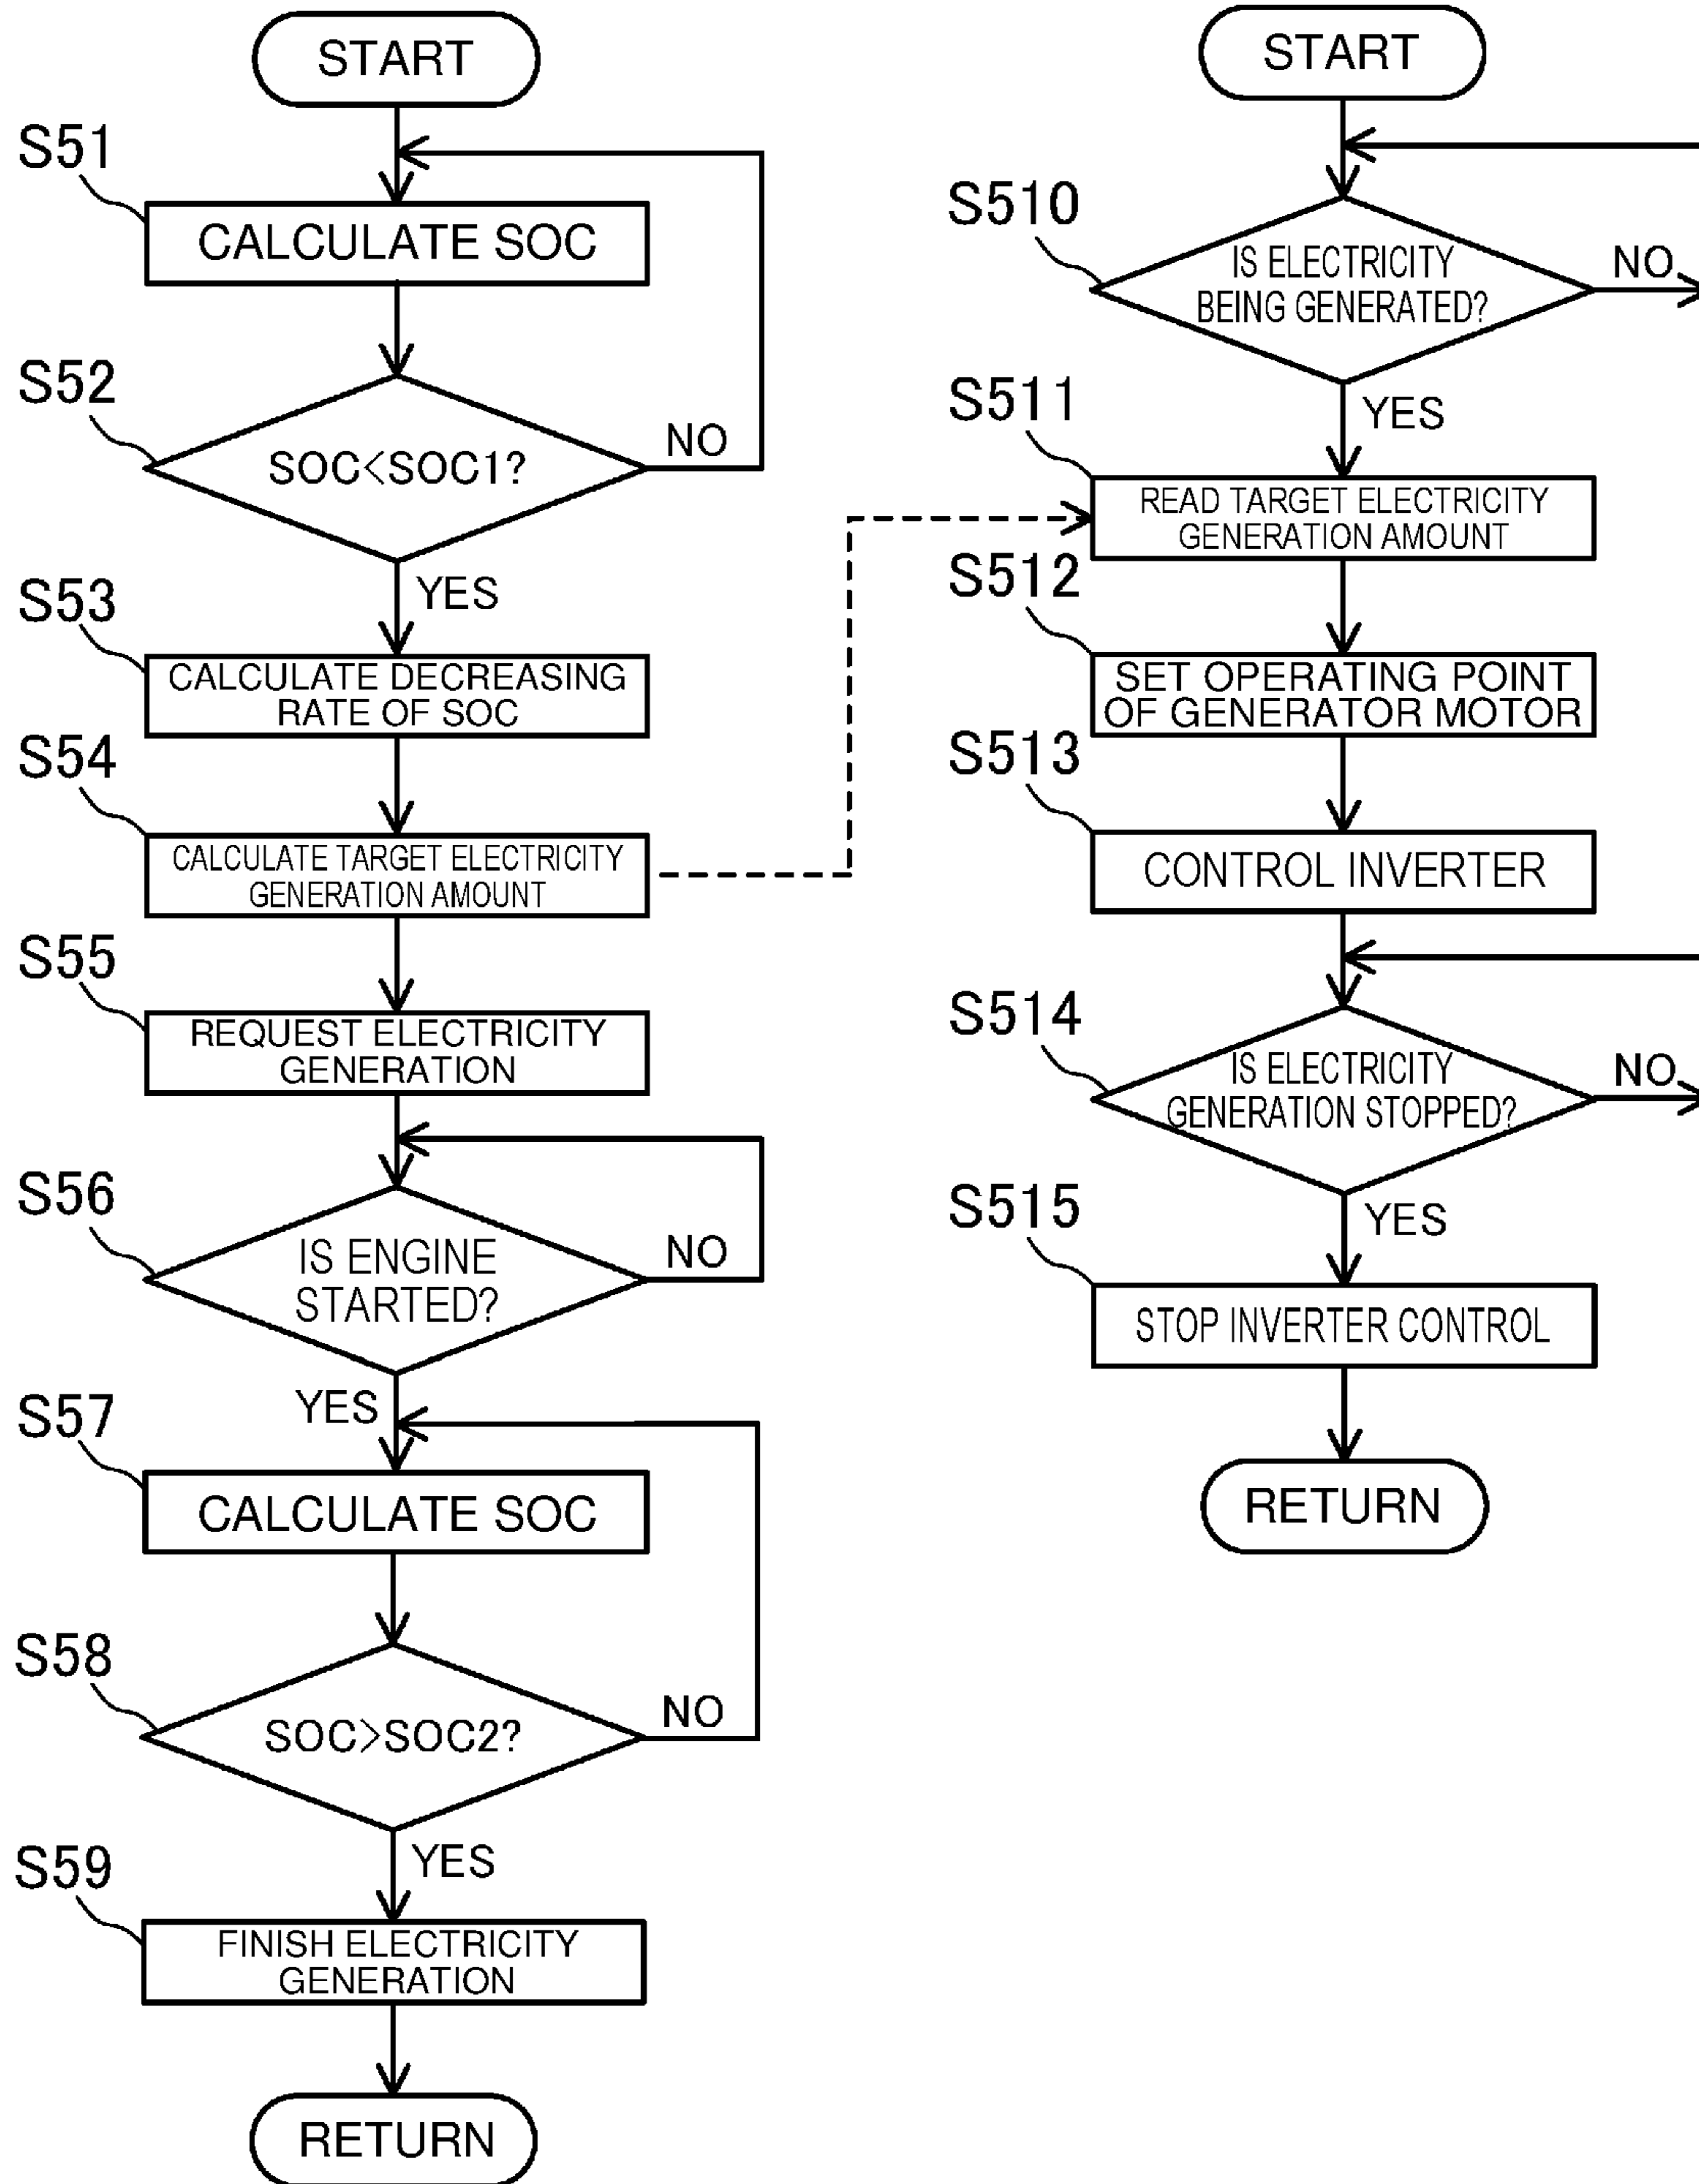 START
S51
CALCULATE SOC
S52
SOC<SOC1?
NO
YES
S53
CALCULATE DECREASING
RATE OF SOC
S54
CALCULATE TARGET ELECTRICITY
GENERATION AMOUNT
S55
REQUEST ELECTRICITY
GENERATION
S56
IS ENGINE
STARTED?
NO
YES
S57
CALCULATE SOC
S58
SOC>SOC2?
NO
YES
S59
FINISH ELECTRICITY
GENERATION
RETURN
START
S510
IS ELECTRICITY
BEING GENERATED?
NO
YES
S511
READ TARGET ELECTRICITY
GENERATION AMOUNT
S512
SET OPERATING POINT
OF GENERATOR MOTOR
S513
CONTROL INVERTER
S514
IS ELECTRICITY
GENERATION STOPPED?
NO
YES
S515
STOP INVERTER CONTROL
RETURN